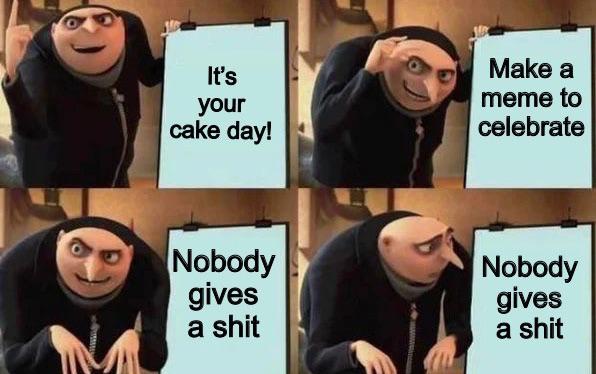 It's
your
cake day!
Make a
meme to
celebrate
Nobody
gives
a shit
Nobody
gives
a shit